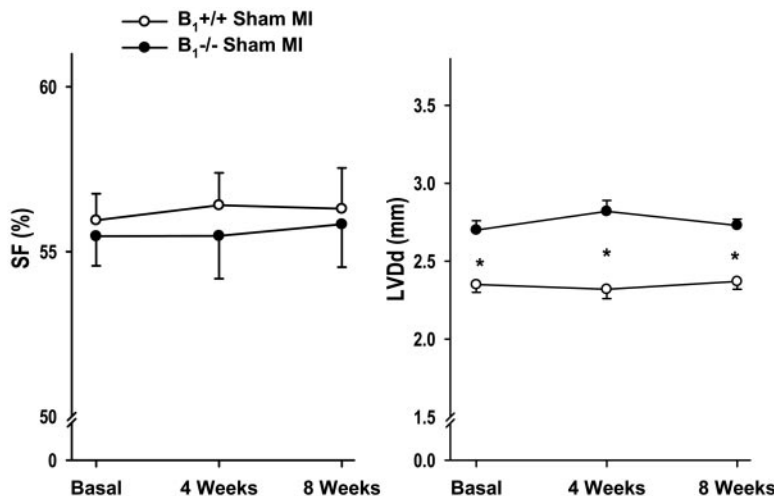 B₁+/+ Sham MI
B₁-/- Sham MI
SF (%)
60
55
50
0
Basal
4 Weeks
8 Weeks
LVDd (mm)
3.5
3.0
2.5
2.0
1.5
0.0
*
*
*
Basal
4 Weeks
8 Weeks